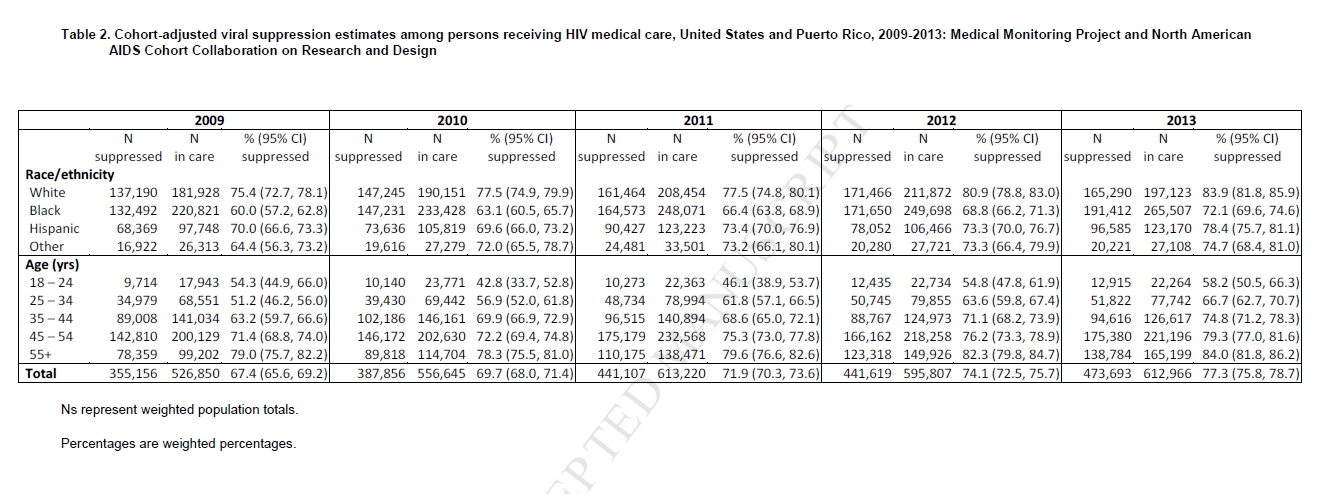 Table 2. Cohort-adjusted viral suppression estimates among persons receiving HIV medical care, United States and Puerto Rico, 2009-2013: Medical Monitoring Project and North American
AIDS Cohort Collaboration on Research and Design
2009 2010 2011 2012 2013
N N % (95% CI) N N % (95% CI) N N % (95% CI) N N % (95% CI) N N % (95% CI)
suppressed in care suppressed suppressed in care suppressed suppressed in care suppressed suppressed in care suppressed suppressed in care suppressed
Race/ethnicity
White 137,190 181,928 75.4 (72.7, 78.1) 147,245 190,151 77.5 (74.9, 79.9) 161,464 208,454 77.5 (74.8, 80.1) 171,466 211,872 80.9 (78.8, 83.0) 165,290 197,123 83.9 (81.8, 85.9)
Black 132,492 220,821 60.0 (57.2, 62.8) 147,231 233,428 63.1 (60.5, 65.7) 164,573 248,071 66.4 (63.8, 68.9) 171,650 249,698 68.8 (66.2, 71.3) 191,412 265,507 72.1 (69.6, 74.6)
Hispanic 68,369 97,748 70.0 (66.6, 73.3) 73,636 105,819 69.6 (66.0, 73.2) 90,427 123,223 73.4 (70.0, 76.9) 78,052 106,466 73.3 (70.0, 76.7) 96,585 123,170 78.4 (75.7, 81.1)
Other 16,922 26,313 64.4 (56.3, 73.2) 19,616 27,279 72.0 (65.5, 78.7) 24,481 33,501 73.2 (66.1, 80.1) 20,280 27,721 73.3 (66.4, 79.9) 20,221 27,108 74.7 (68.4, 81.0)
Age (yrs)
18 – 24 9,714 17,943 54.3 (44.9, 66.0) 10,140 23,771 42.8 (33.7, 52.8) 10,273 22,363 46.1 (38.9, 53.7) 12,435 22,734 54.8 (47.8, 61.9) 12,915 22,264 58.2 (50.5, 66.3)
25 – 34 34,979 68,551 51.2 (46.2, 56.0) 39,430 69,442 56.9 (52.0, 61.8) 48,734 78,994 61.8 (57.1, 66.5) 50,745 79,855 63.6 (59.8, 67.4) 51,822 77,742 66.7 (62.7, 70.7)
35 – 44 89,008 141,034 63.2 (59.7, 66.6) 102,186 146,161 69.9 (66.9, 72.9) 96,515 140,894 68.6 (65.0, 72.1) 88,767 124,973 71.1 (68.2, 73.9) 94,616 126,617 74.8 (71.2, 78.3)
45 – 54 142,810 200,129 71.4 (68.8, 74.0) 146,172 202,630 72.2 (69.4, 74.8) 175,179 232,568 75.3 (73.0, 77.8) 166,162 218,258 76.2 (73.3, 78.9) 175,380 221,196 79.3 (77.0, 81.6)
55+ 78,359 99,202 79.0 (75.7, 82.2) 89,818 114,704 78.3 (75.5, 81.0) 110,175 138,471 79.6 (76.6, 82.6) 123,318 149,926 82.3 (79.8, 84.7) 138,784 165,199 84.0 (81.8, 86.2)
Total 355,156 526,850 67.4 (65.6, 69.2) 387,856 556,645 69.7 (68.0, 71.4) 441,107 613,220 71.9 (70.3, 73.6) 441,619 595,807 74.1 (72.5, 75.7) 473,693 612,966 77.3 (75.8, 78.7)
Ns represent weighted population totals.
Percentages are weighted percentages.
EPTED MANUSCRIPT